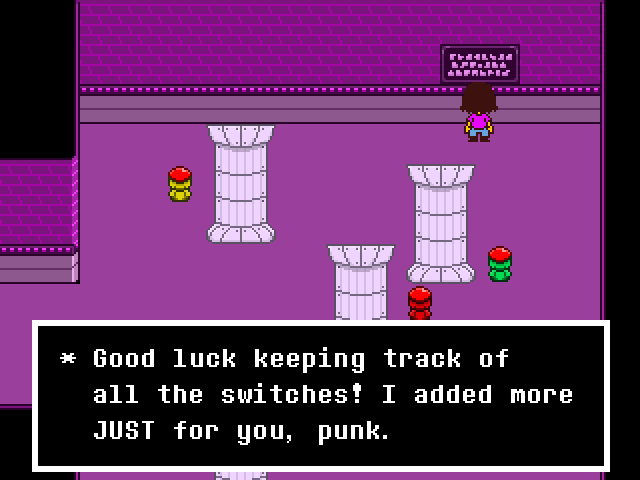 * Good luck keeping track of
all the switches! I added more
JUST for you, punk.